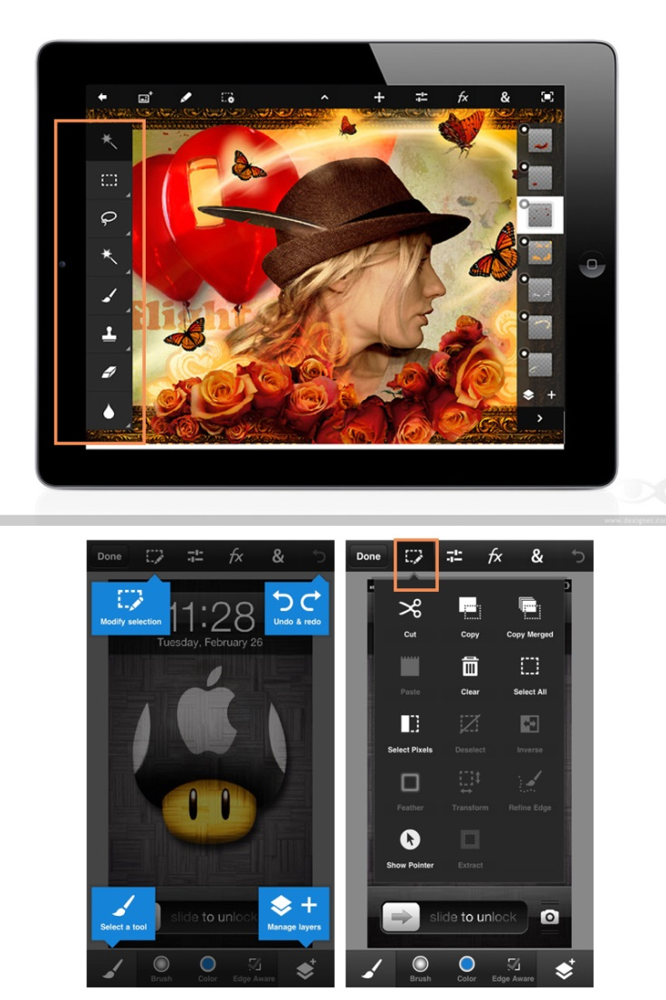 fx
&
flight
www.dexigner.com
Done
fx
&
Modify selection
Undo & redo
11:28
Tuesday, February 26
slide to unlock
Select a tool
Manage layers
Brush
Color
Edge Aware
Done
fx
&
Cut
Copy
Copy Merged
Paste
Clear
Select All
Select Pixels
Deselect
Inverse
Feather
Transform
Refine Edge
Show Pointer
Extract
slide to unlock
Brush
Color
Edge Aware